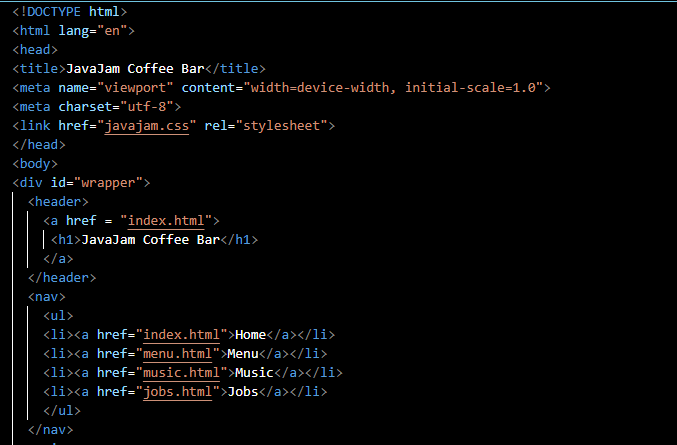 <!DOCTYPE html>
<html lang="en">
<head>
<title>JavaJam Coffee Bar</title>
<meta name="viewport" content="width=device-width, initial-scale=1.0">
<meta charset="utf-8">
<link href="javajam.css" rel="stylesheet">
</head>
<body>
<div id="wrapper">
<header>
<a href = "index.html">
<h1>JavaJam Coffee Bar</h1>
</a>
</header>
<nav>
<ul>
<li><a href="index.html">Home</a></li>
<li><a href="menu.html">Menu</a></li>
<li><a href="music.html">Music</a></li>
<li><a href="jobs.html">Jobs</a></li>
</ul>
</nav>